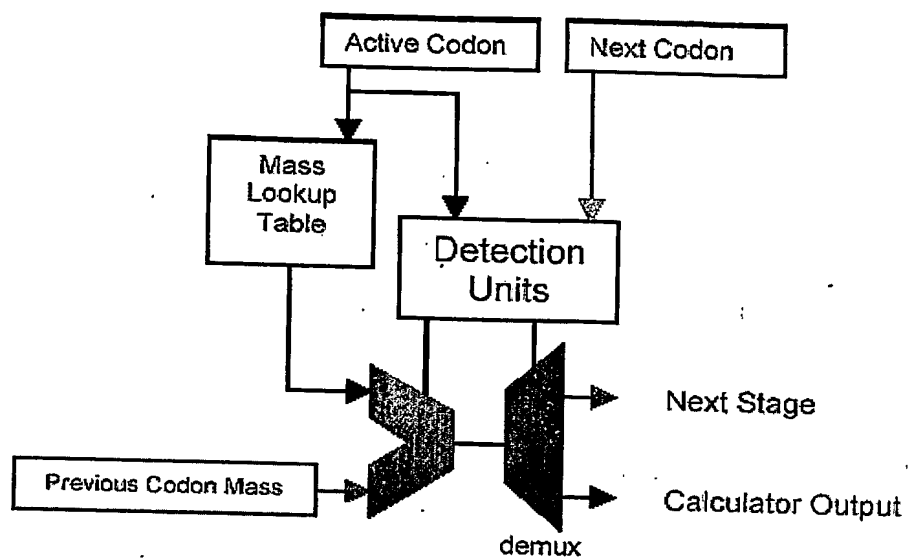 Active Codon
Next Codon
Mass
Lookup
Table
Detection
Units
Next Stage
Previous Codon Mass
Calculator Output
demux